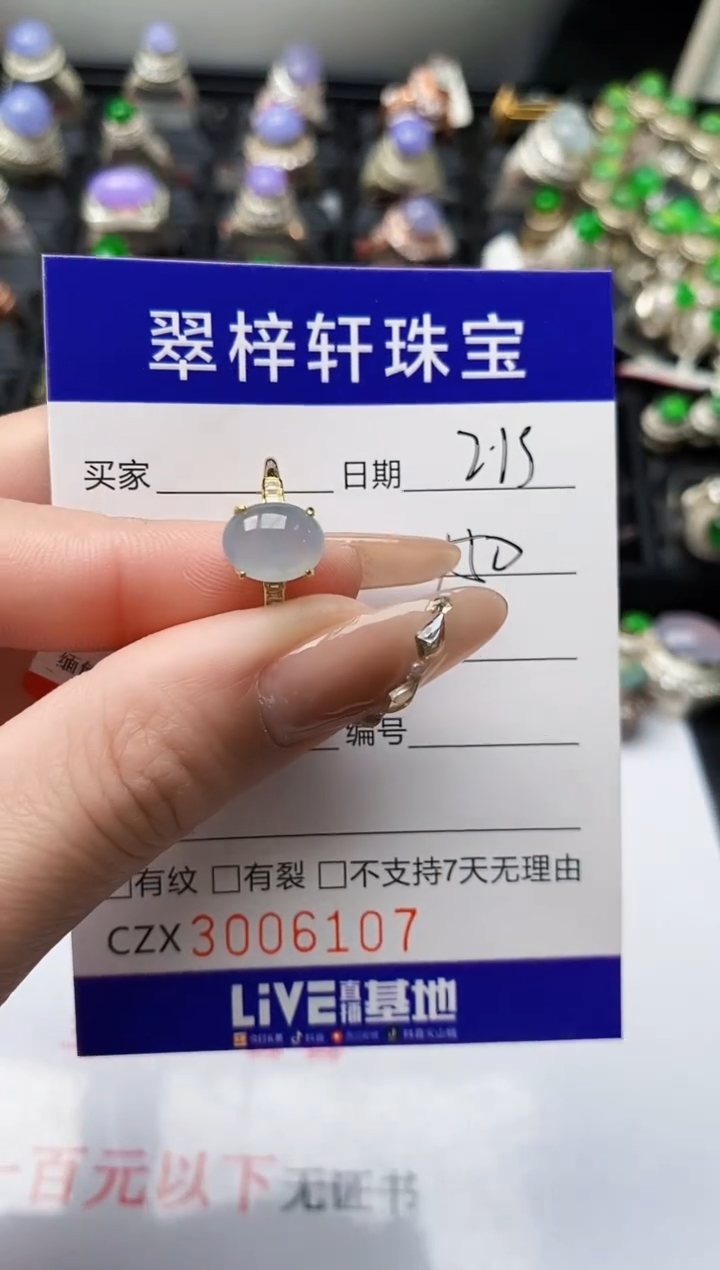 翠梓轩珠宝
买家 日期 2.15
编号
有纹 □有裂 □不支持7天无理由
CZX3006107
LiVE直播基地
一百元以下无证书